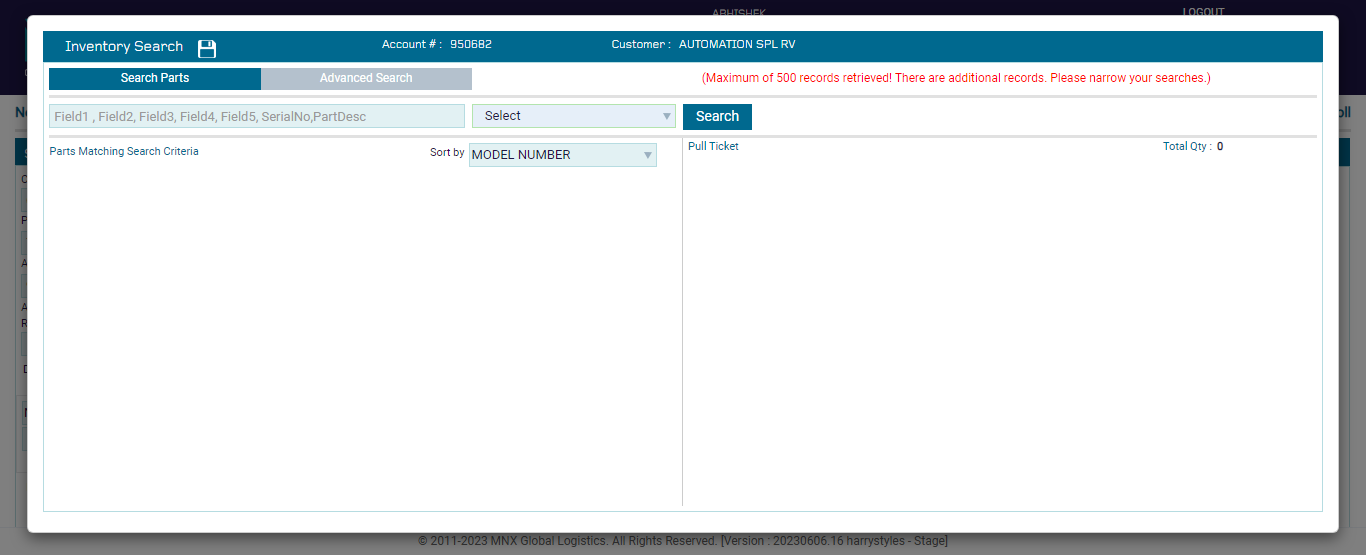 ABHISHEK
LOGOUT
Inventory Search
Account # : 950682
Customer : AUTOMATION SPL RV
Search Parts
Advanced Search
(Maximum of 500 records retrieved! There are additional records. Please narrow your searches.)
Field1 , Field2, Field3, Field4, Field5, SerialNo,PartDesc
Select
Search
Parts Matching Search Criteria
Sort by
MODEL NUMBER
Pull Ticket
Total Qty : 0
© 2011-2023 MNX Global Logistics. All Rights Reserved. [Version : 20230606.16 harrystyles - Stage]